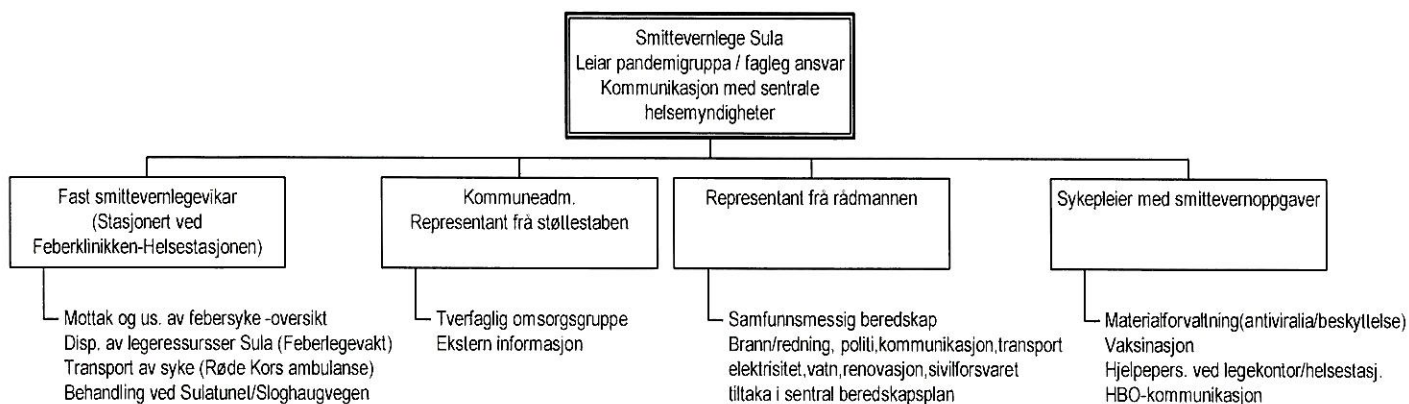 Smittevernlege Sula
Leiar pandemigruppa / fagleg ansvar
Kommunikasjon med sentrale
helsemyndigheter
Fast smittevernlegevikar
(Stasjonert ved
Feberklinikken-Helsestasjonen)
Mottak og us. av febersyke -oversikt
Disp. av legeressursser Sula (Feberlegevakt)
Transport av syke (Røde Kors ambulanse)
Behandling ved Sulatunet/Sloghaugvegen
Kommuneadm.
Representant frå støllestaben
Tverfaglig omsorgsgruppe
Ekstern informasjon
Representant frå rådmannen
Samfunnsmessig beredskap
Brann/redning, politi,kommunikasjon,transport
elektrisitet,vatn,renovasjon,sivilforsvaret
tiltaka i sentral beredskapsplan
Sykepleier med smittevernoppgaver
Materialforvaltning(antiviralia/beskyttelse)
Vaksinasjon
Hjelpepers. ved legekontor/helsestasj.
HBO-kommunikasjon